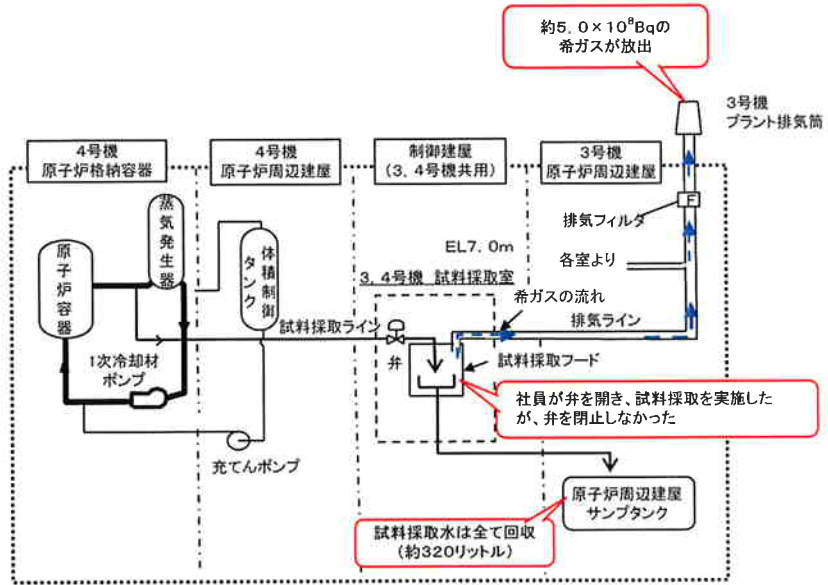 約5.0×10⁸Bqの
希ガスが放出
3号機
プラント排気筒
4号機
原子炉格納容器
4号機
原子炉周辺建屋
制御建屋
(3.4号機共用)
3号機
原子炉周辺建屋
蒸気発生器
原子炉容器
体積制御
タンク
1次冷却材
ポンプ
充てんポンプ
試料採取ライン
EL7.0m
3.4号機 試料採取室
弁
排気フィルタ
F
各室より
希ガスの流れ
排気ライン
試料採取フード
社員が弁を開き、試料採取を実施した
が、弁を閉止しなかった
原子炉周辺建屋
サンプタンク
試料採取水は全て回収
(約320リットル)